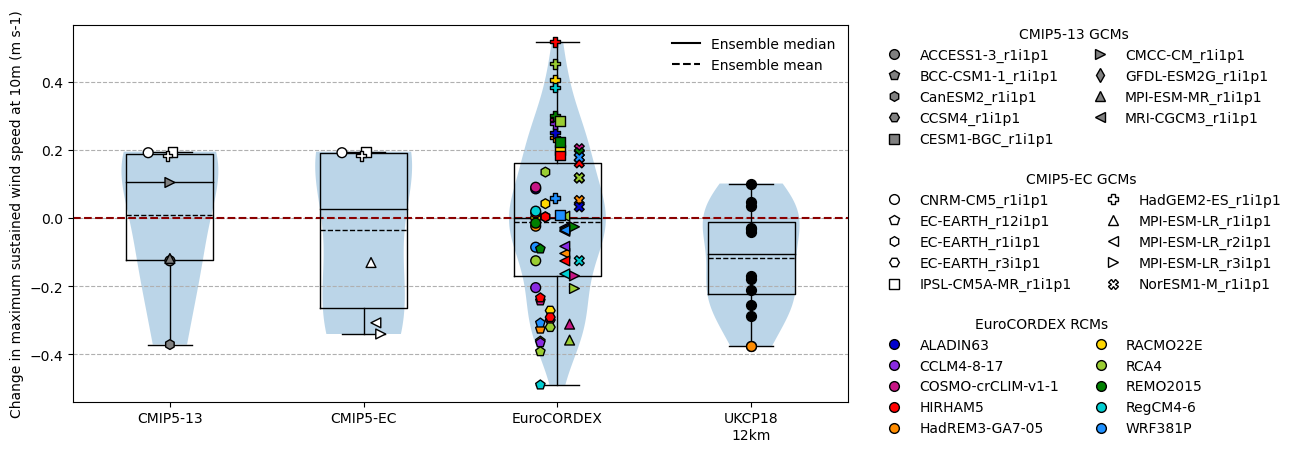 Change in maximum sustained wind speed at 10m (m s-1)
0.4
0.2
0.0
−0.2
−0.4
Ensemble median
Ensemble mean
CMIP5-13
CMIP5-EC
EuroCORDEX
UKCP18
12km
CMIP5-13 GCMs
ACCESS1-3_r1i1p1
BCC-CSM1-1_r1i1p1
CanESM2_r1i1p1
CCSM4_r1i1p1
CESM1-BGC_r1i1p1
CMCC-CM_r1i1p1
GFDL-ESM2G_r1i1p1
MPI-ESM-MR_r1i1p1
MRI-CGCM3_r1i1p1
CMIP5-EC GCMs
CNRM-CM5_r1i1p1
EC-EARTH_r12i1p1
EC-EARTH_r1i1p1
EC-EARTH_r3i1p1
IPSL-CM5A-MR_r1i1p1
HadGEM2-ES_r1i1p1
MPI-ESM-LR_r1i1p1
MPI-ESM-LR_r2i1p1
MPI-ESM-LR_r3i1p1
NorESM1-M_r1i1p1
EuroCORDEX RCMs
ALADIN63
CCLM4-8-17
COSMO-crCLIM-v1-1
HIRHAM5
HadREM3-GA7-05
RACMO22E
RCA4
REMO2015
RegCM4-6
WRF381P